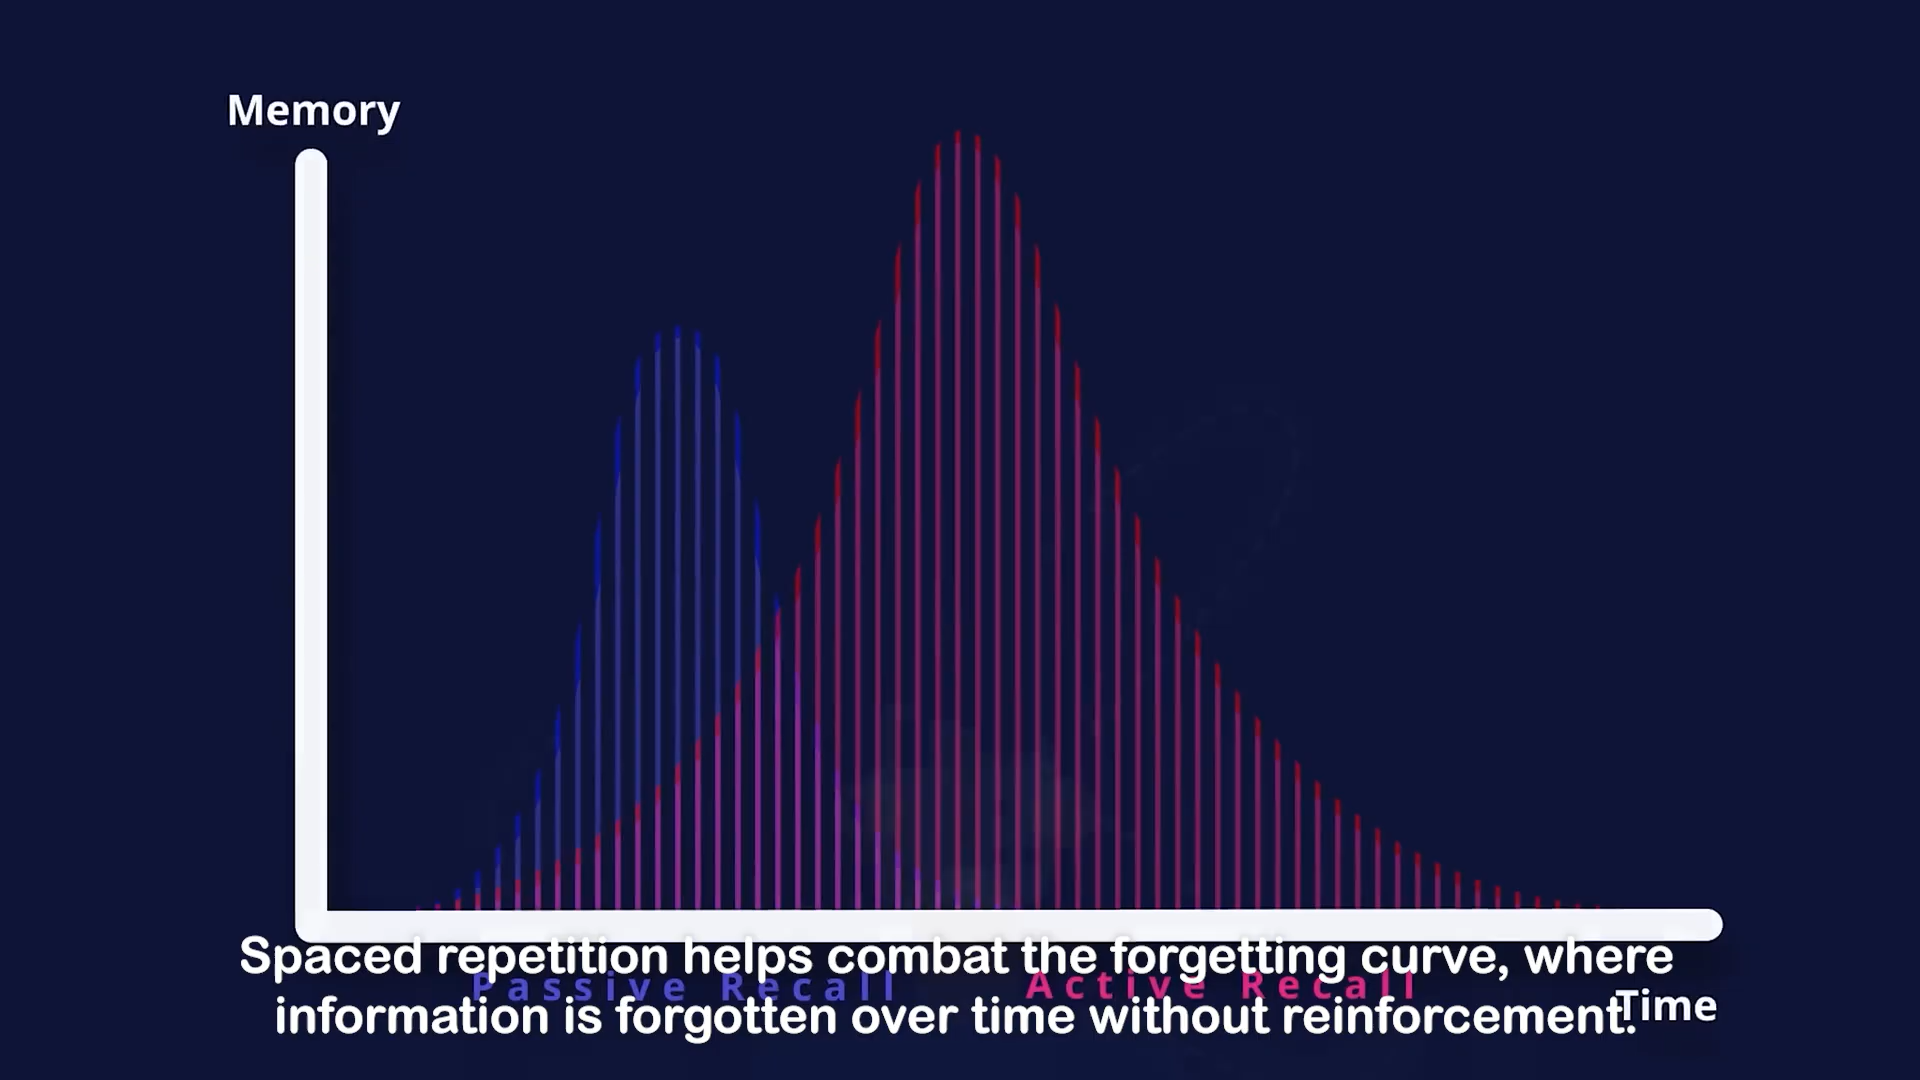 Memory
Spaced repetition helps combat the forgetting curve, where
Passive Recall
Active Recall
information is forgotten over time without reinforcement.
Time